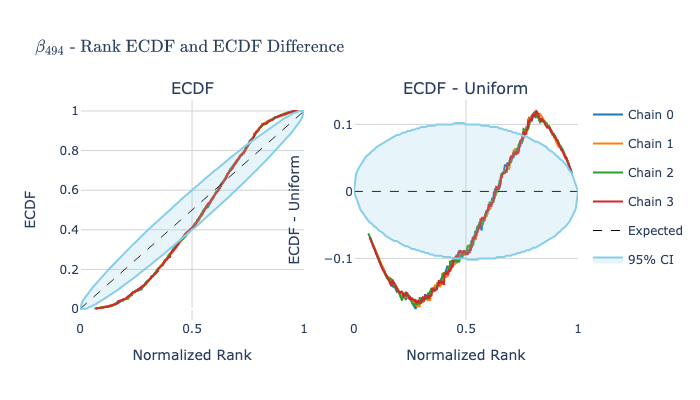 β494 - Rank ECDF and ECDF Difference
ECDF
ECDF - Uniform
ECDF
1
0.8
0.6
0.4
0.2
0
0
0.5
1
Normalized Rank
ECDF - Uniform
0.1
0
−0.1
0
0.5
1
Normalized Rank
Chain 0
Chain 1
Chain 2
Chain 3
Expected
95% CI